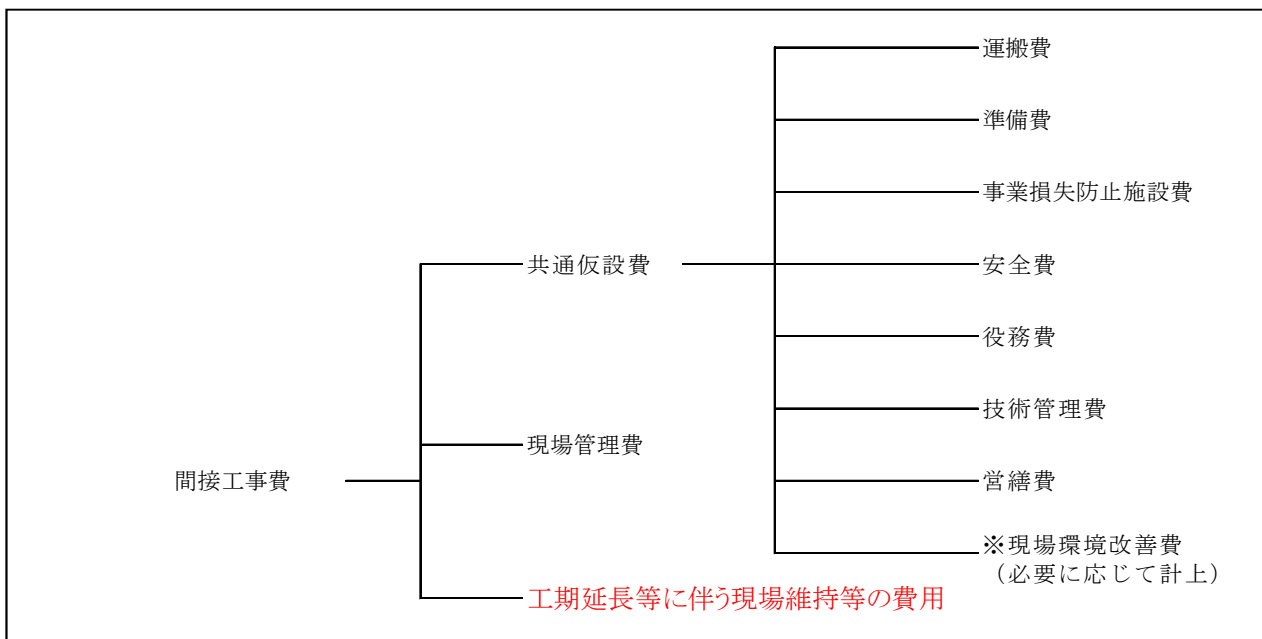 運搬費
準備費
事業損失防止施設費
共通仮設費
安全費
役務費
技術管理費
現場管理費
間接工事費
営繕費
※現場環境改善費
（必要に応じて計上）
工期延長等に伴う現場維持等の費用